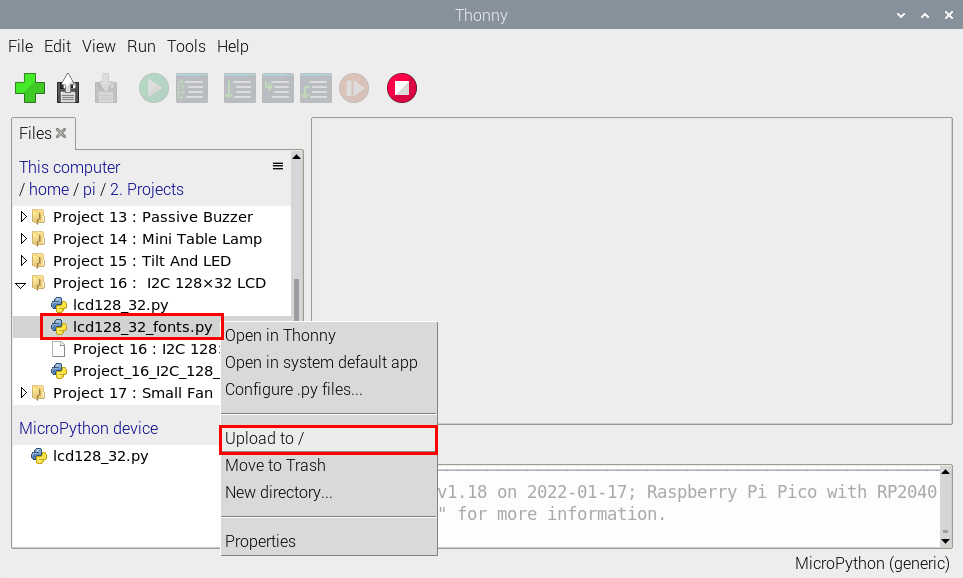 Thonny
File Edit View Run Tools Help
Files
This computer
/ home / pi / 2. Projects
Project 13 : Passive Buzzer
Project 14 : Mini Table Lamp
Project 15 : Tilt And LED
Project 16 : I2C 128×32 LCD
lcd128_32.py
lcd128_32_fonts.py
Project 16 : I2C 128
Project_16_I2C_128_
Project 17 : Small Fan
MicroPython device
lcd128_32.py
Open in Thonny
Open in system default app
Configure .py files...
Upload to /
Move to Trash
New directory...
Properties
v1.18 on 2022-01-17; Raspberry Pi Pico with RP2040
" for more information.
MicroPython (generic)